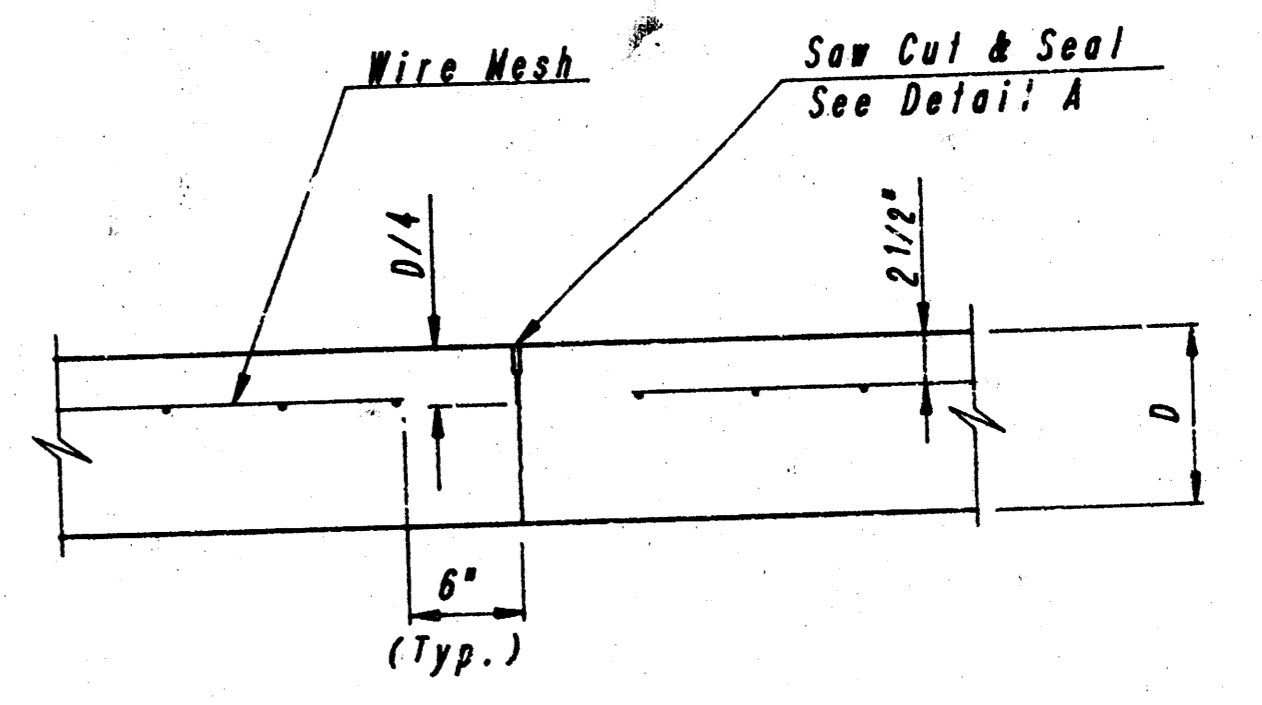 Wire Mesh
Saw Cut & Seal
See Detail A
D/4
2 1/2"
D
6"
(Typ.)